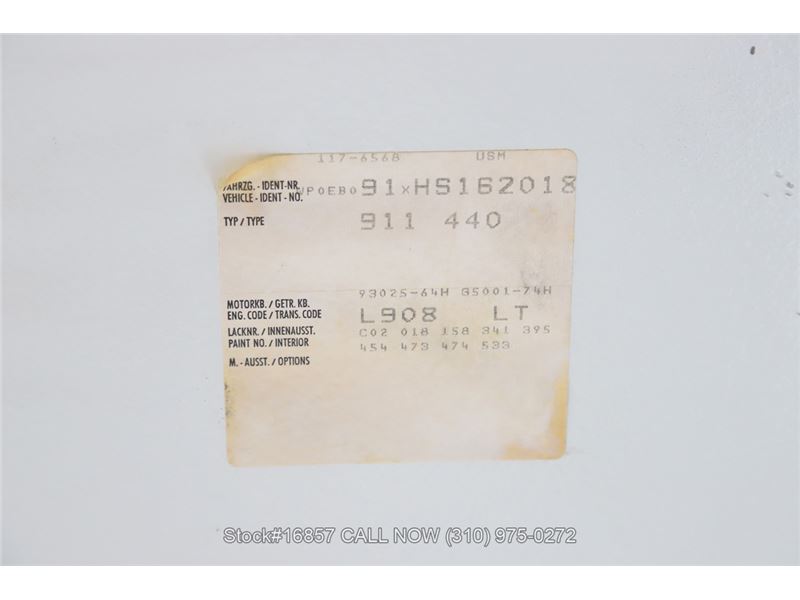 117-6568 USM
FAHRZG. - IDENT-NR. WP0EB091xHS162018
VEHICLE - IDENT - NO.
TYP / TYPE 911 440
93025-64H G5001-74H
MOTORKB. / GETR. KB.
ENG. CODE / TRANS. CODE L908 LT
LACKNR. / INNENAUSST. C02 018 158 341 395
PAINT NO. / INTERIOR 454 473 474 533
M. - AUSST. / OPTIONS
Stock#16857 CALL NOW (310) 975-0272